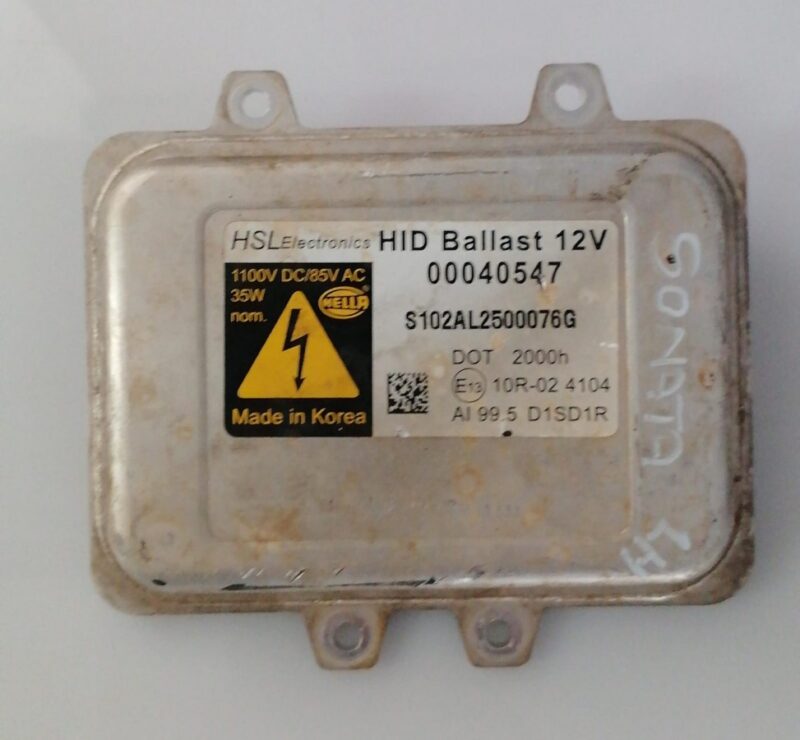 HSL Electronics HID Ballast 12V
00040547
1100V DC/85V AC
35W
nom.
HELLA
S102AL2500076G
DOT 2000h
E13 10R-02 4104
AI 99.5 D1SD1R
Made in Korea
SONATA